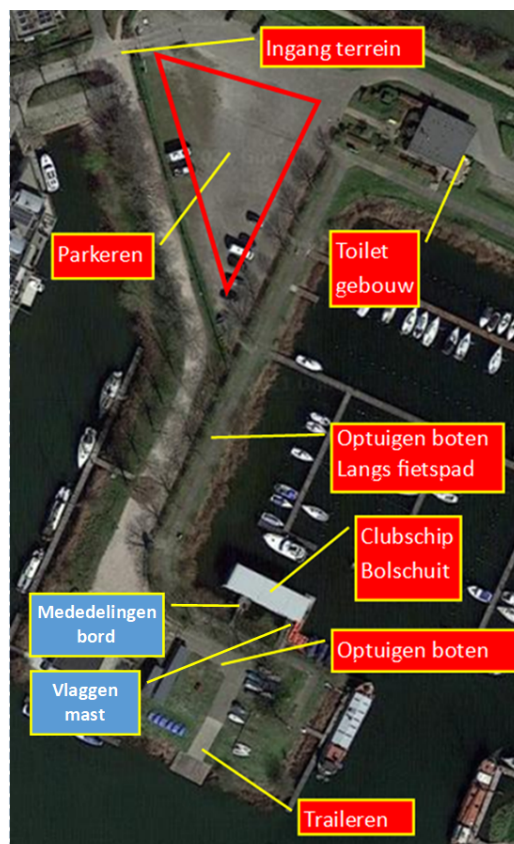 Ingang terrein
Parkeren
Toilet
gebouw
Optuigen boten
Langs fietspad
Clubschip
Bolschuit
Mededelingen
bord
Optuigen boten
Vlaggen
mast
Traileren